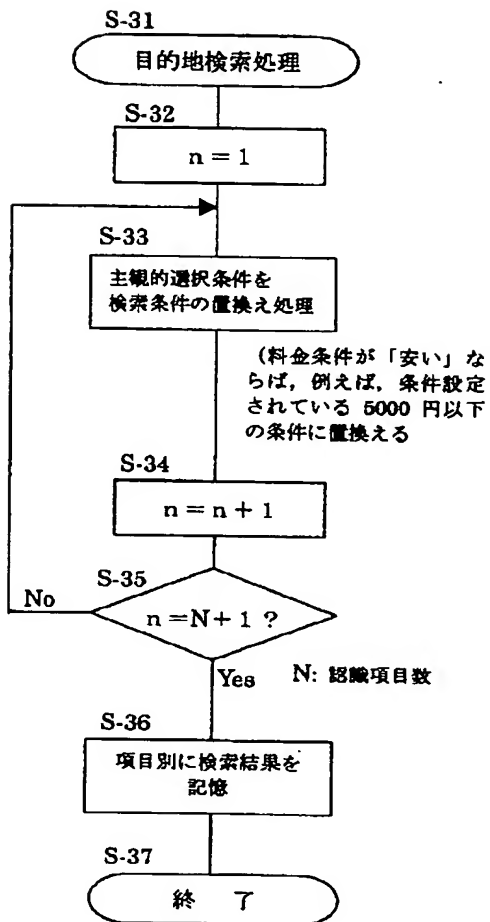 S-31
目的地検索処理
S-32
n = 1
S-33
主観的選択条件を
検索条件の置換え処理
(料金条件が「安い」な
らば,例えば,条件設定
されている 5000 円以下
の条件に置換える
S-34
n = n + 1
S-35
No
n = N + 1 ?
Yes
N: 認識項目数
S-36
項目別に検索結果を
記憶
S-37
終 了